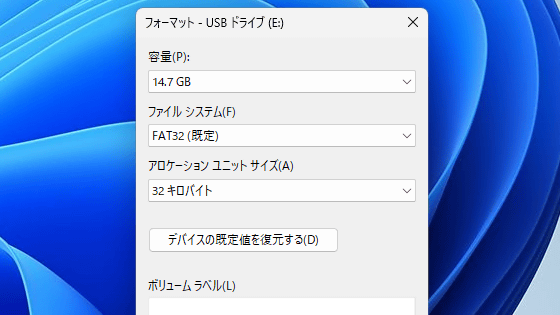 フォーマット - USB ドライブ (E:)
容量(P):
14.7 GB
ファイル システム(F)
FAT32 (既定)
アロケーション ユニット サイズ(A)
32 キロバイト
デバイスの既定値を復元する(D)
ボリューム ラベル(L)